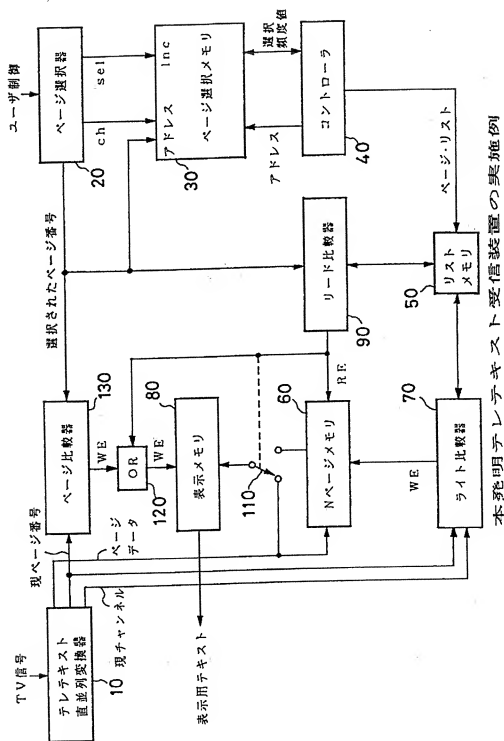 ユーザ制御
TV信号
ページ選択器
20
ch
sel
アドレス
Inc
ページ選択メモリ
30
選択
頻度値
アドレス
コントローラ
40
ページ・リスト
選択されたページ番号
現ページ番号
テレテキスト
直並列変換器
10
現チャンネル
ページ
データ
ページ比較器
130
WE
OR
120
WE
表示メモリ
80
表示用テキスト
110
リード比較器
90
RE
Nページメモリ
60
リスト
メモリ
50
WE
ライト比較器
70
本発明テレテキスト受信装置の実施例